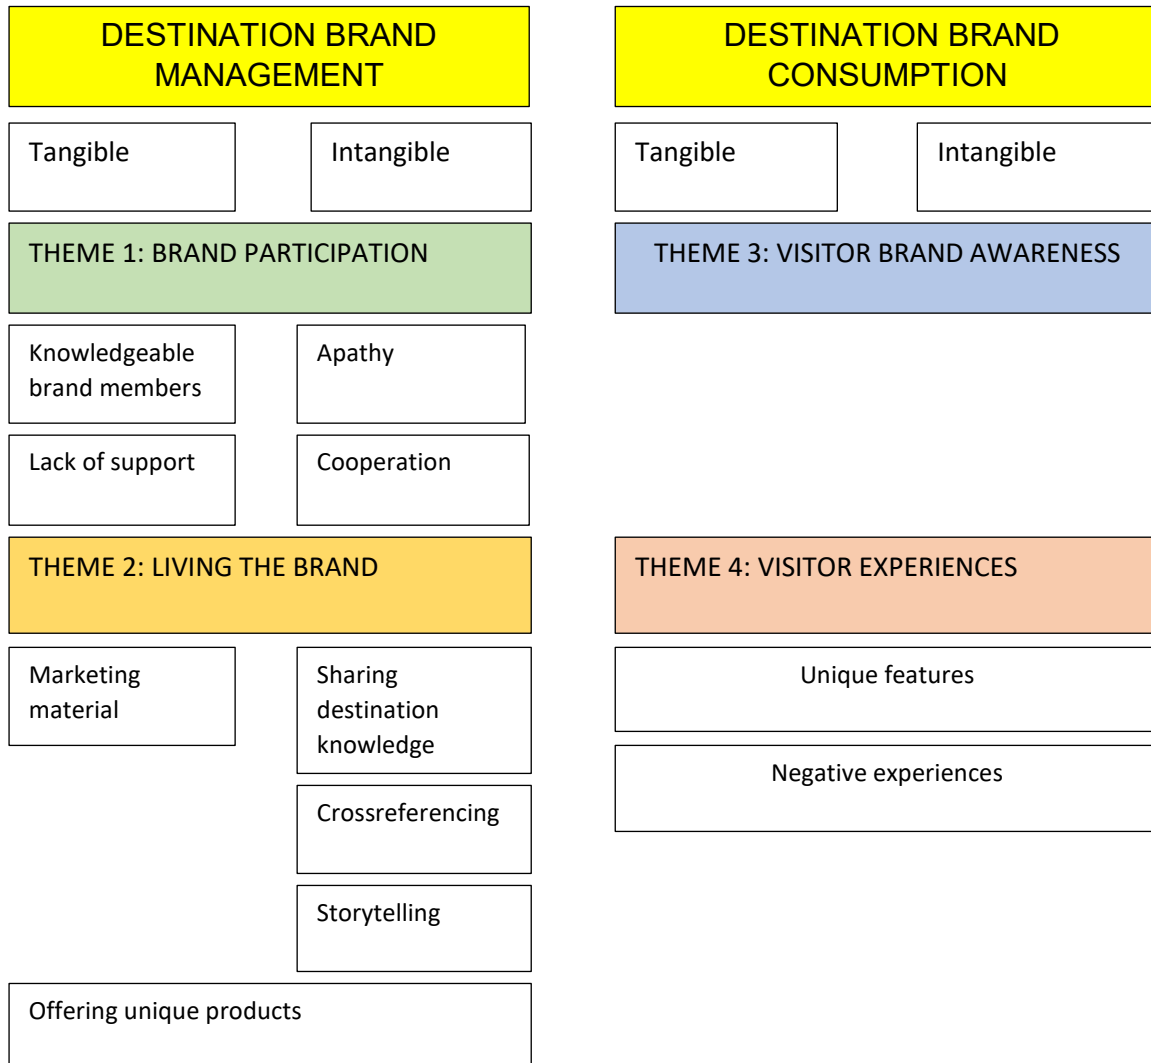 DESTINATION BRAND
MANAGEMENT
Tangible
Intangible
THEME 1: BRAND PARTICIPATION
Knowledgeable
brand members
Apathy
Lack of support
Cooperation
THEME 2: LIVING THE BRAND
Marketing
material
Sharing
destination
knowledge
Crossreferencing
Storytelling
Offering unique products
DESTINATION BRAND
CONSUMPTION
Tangible
Intangible
THEME 3: VISITOR BRAND AWARENESS
THEME 4: VISITOR EXPERIENCES
Unique features
Negative experiences